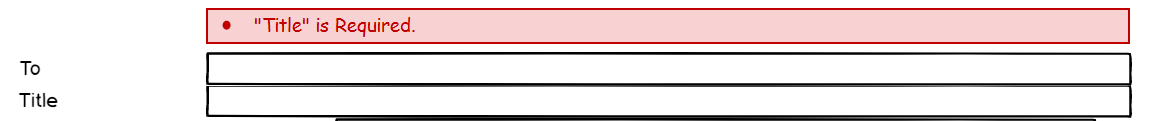 • "Title" is Required.
To
Title